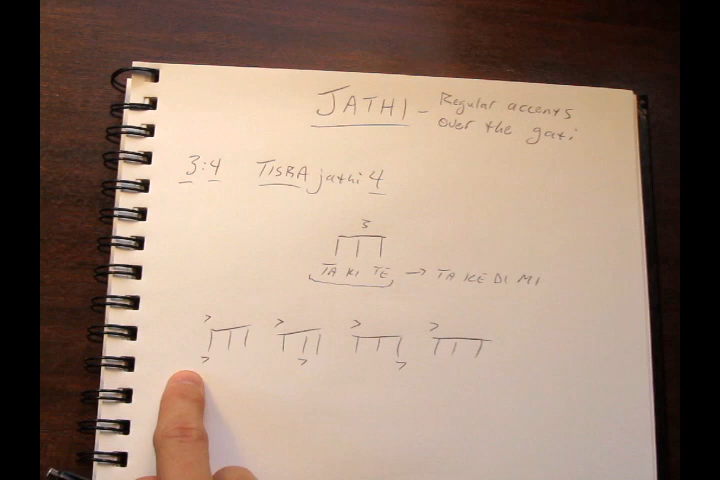 JATHI - Regular accents
over the gati
3:4 TISRA jathi 4
3
TA KI TE → TA KE DI MI
> > > >
> > >